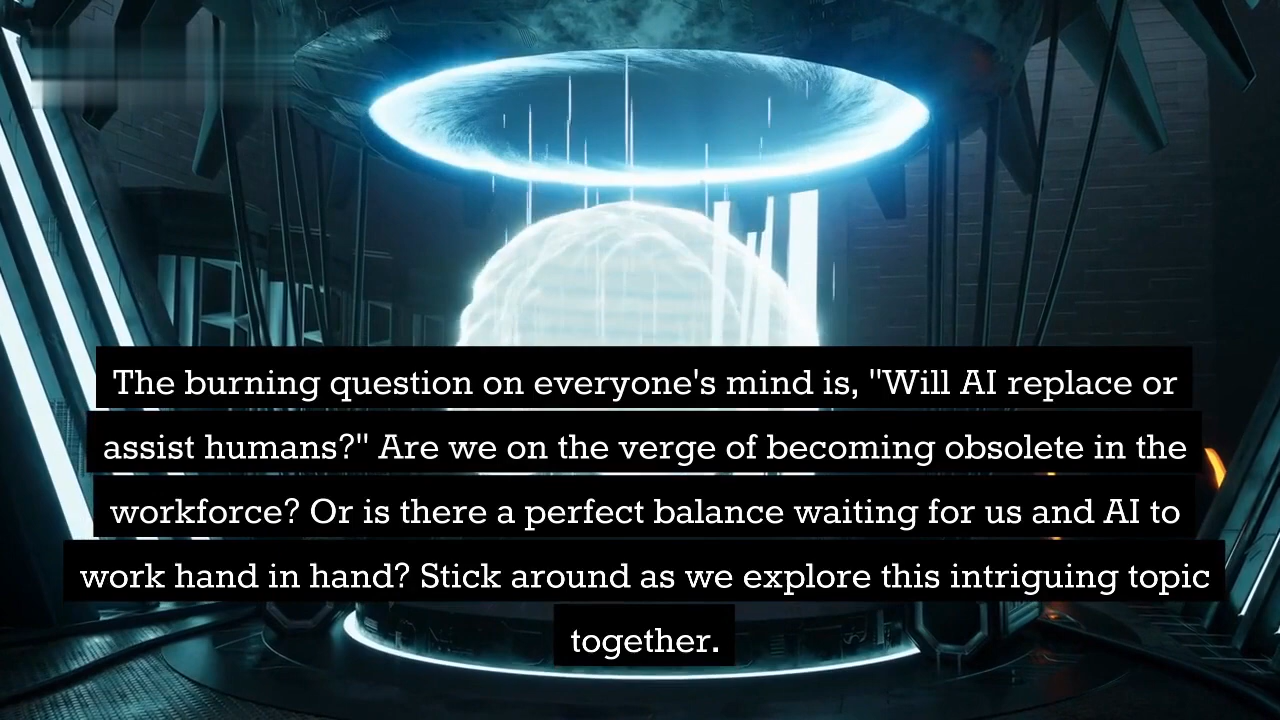 The burning question on everyone's mind is, "Will AI replace or
assist humans?" Are we on the verge of becoming obsolete in the
workforce? Or is there a perfect balance waiting for us and AI to
work hand in hand? Stick around as we explore this intriguing topic
together.